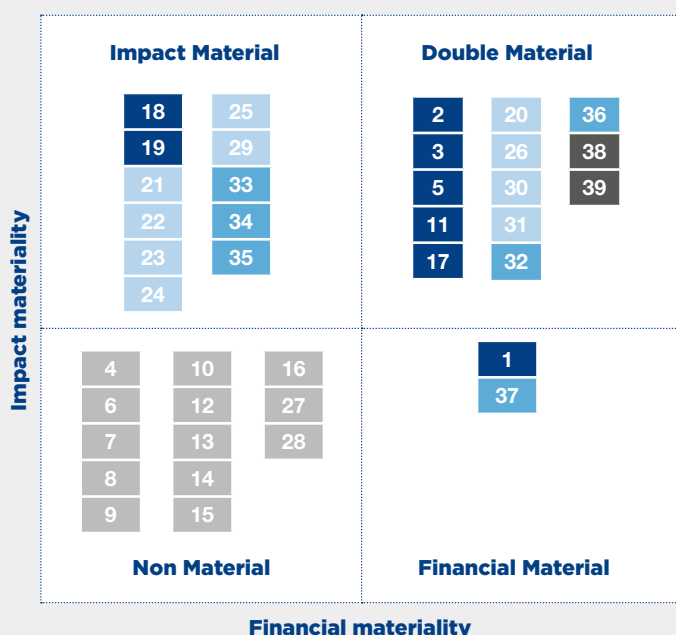 Impact Material
Double Material
18 25
19 29
21 33
22 34
23 35
24
2 20 36
3 26 38
5 30 39
11 31
17 32
Impact materiality
4 10 16
6 12 27
7 13 28
8 14
9 15
1
37
Non Material
Financial Material
Financial materiality